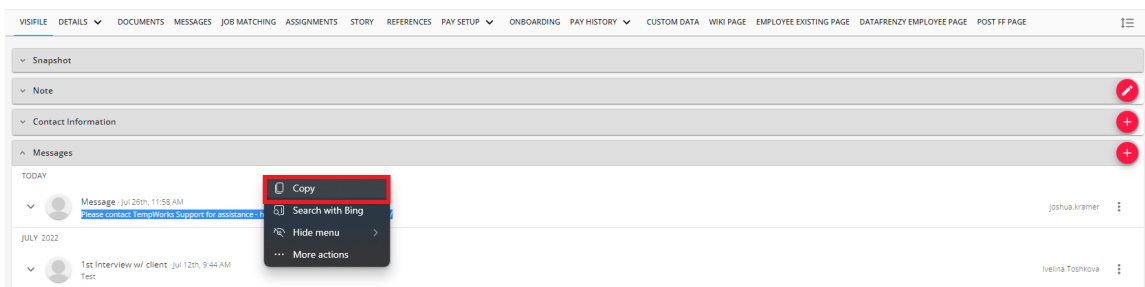 VISIFILE DETAILS DOCUMENTS MESSAGES JOB MATCHING ASSIGNMENTS STORY REFERENCES PAY SETUP ONBOARDING PAY HISTORY CUSTOM DATA WIKI PAGE EMPLOYEE EXISTING PAGE DATAFRENZY EMPLOYEE PAGE POST FF PAGE
Snapshot
Note
Contact Information
Messages
TODAY
Message · Jul 26th, 11:58 AM
Please contact TempWorks Support for assistance -
joshua.kramer
Copy
Search with Bing
Hide menu
More actions
JULY 2022
1st Interview w/ client · Jul 12th, 9:44 AM
Test
Ivelina Toshkova